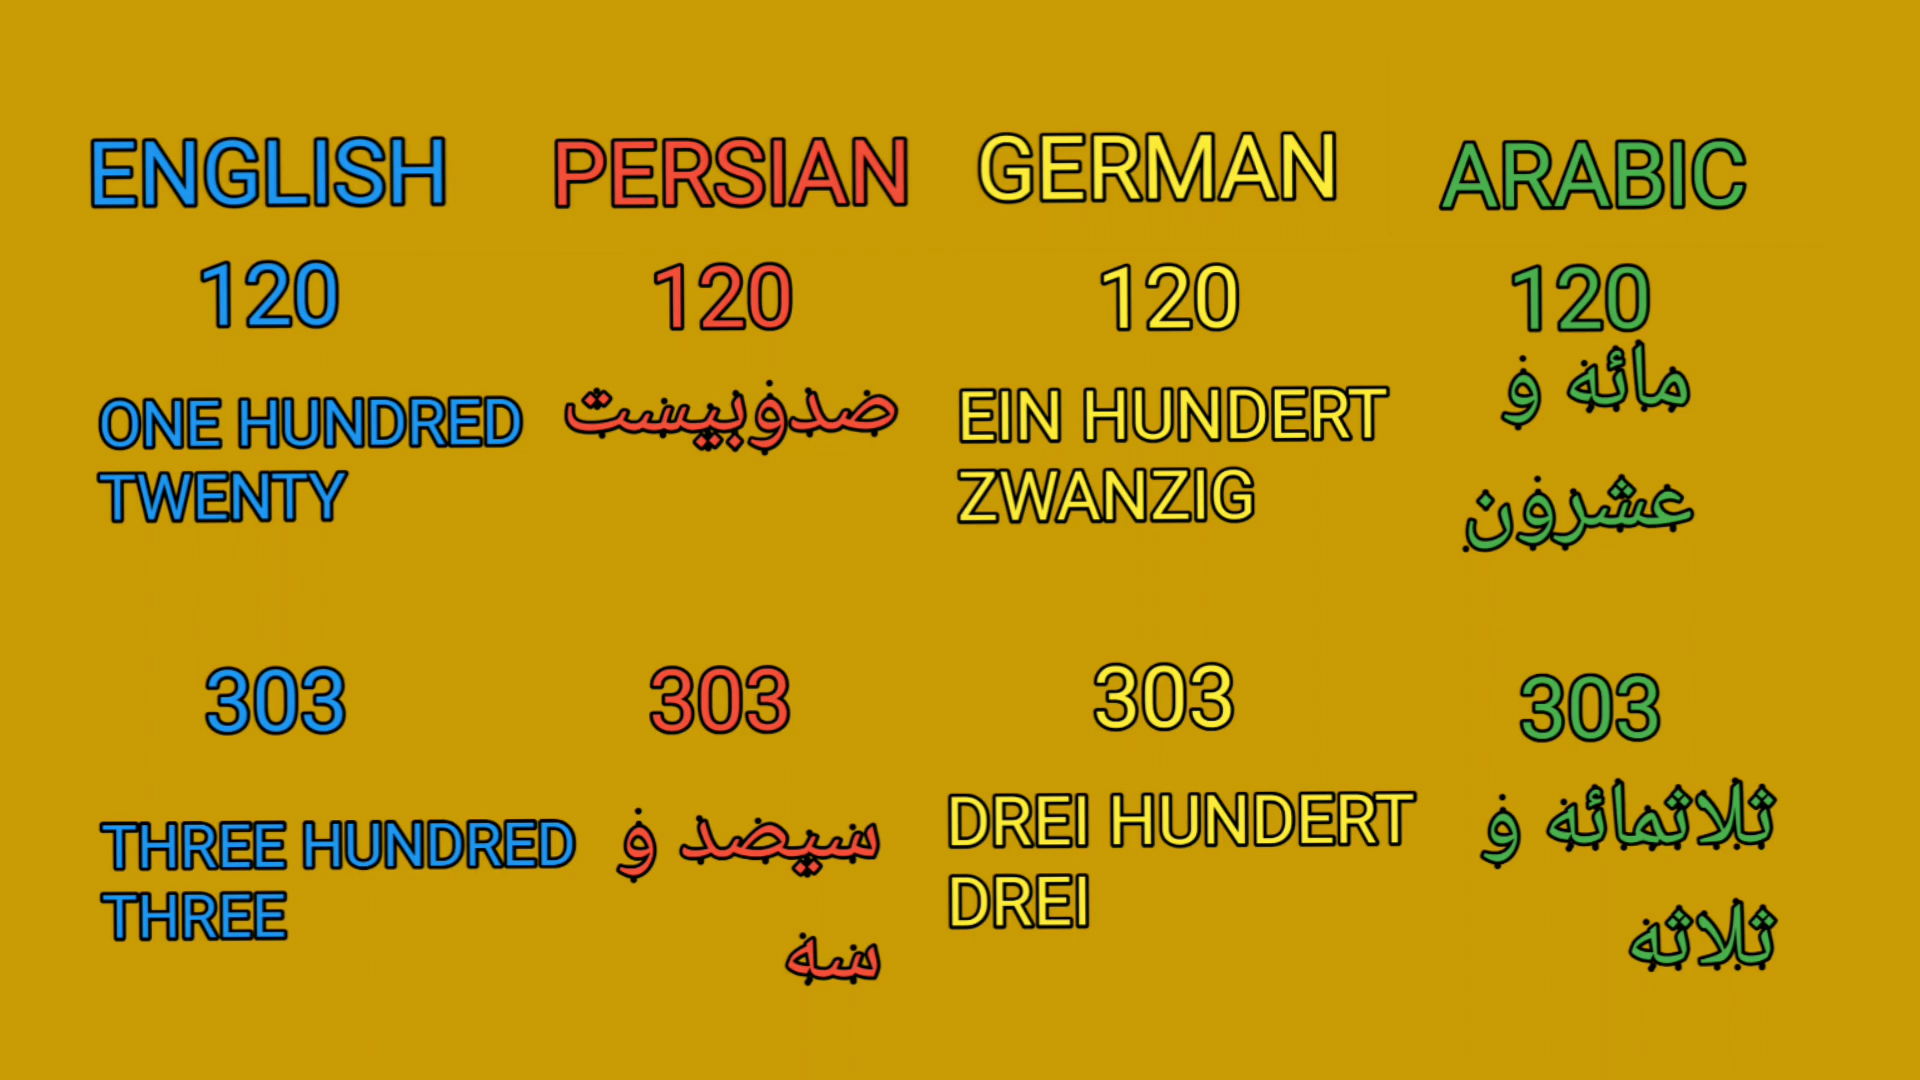 ENGLISH
PERSIAN
GERMAN
ARABIC
120
120
120
120
ONE HUNDRED
TWENTY
صدوبیست
EIN HUNDERT
ZWANZIG
مائه و
عشرون
303
303
303
303
THREE HUNDRED
THREE
سیصد و
سه
DREI HUNDERT
DREI
ثلاثمائه و
ثلاثه